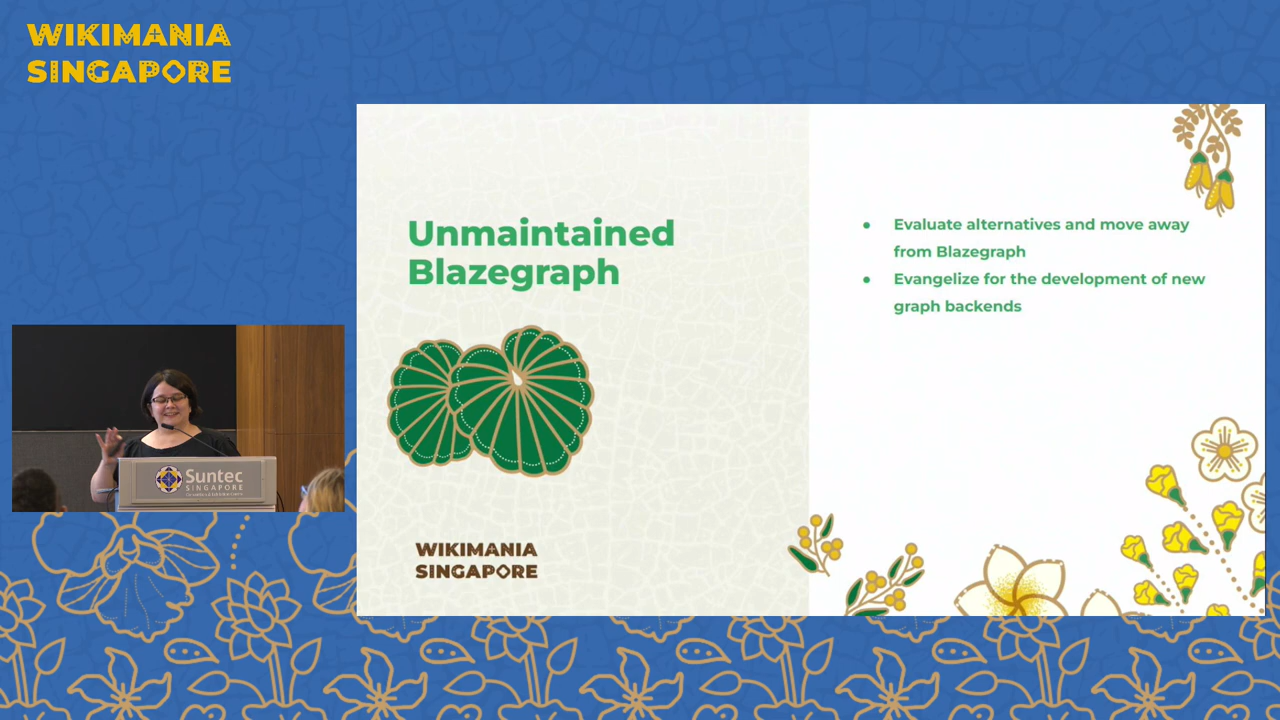 WIKIMANIA
SINGAPORE
Unmaintained
Blazegraph
● Evaluate alternatives and move away
from Blazegraph
● Evangelize for the development of new
graph backends
Suntec
SINGAPORE
WIKIMANIA
SINGAPORE